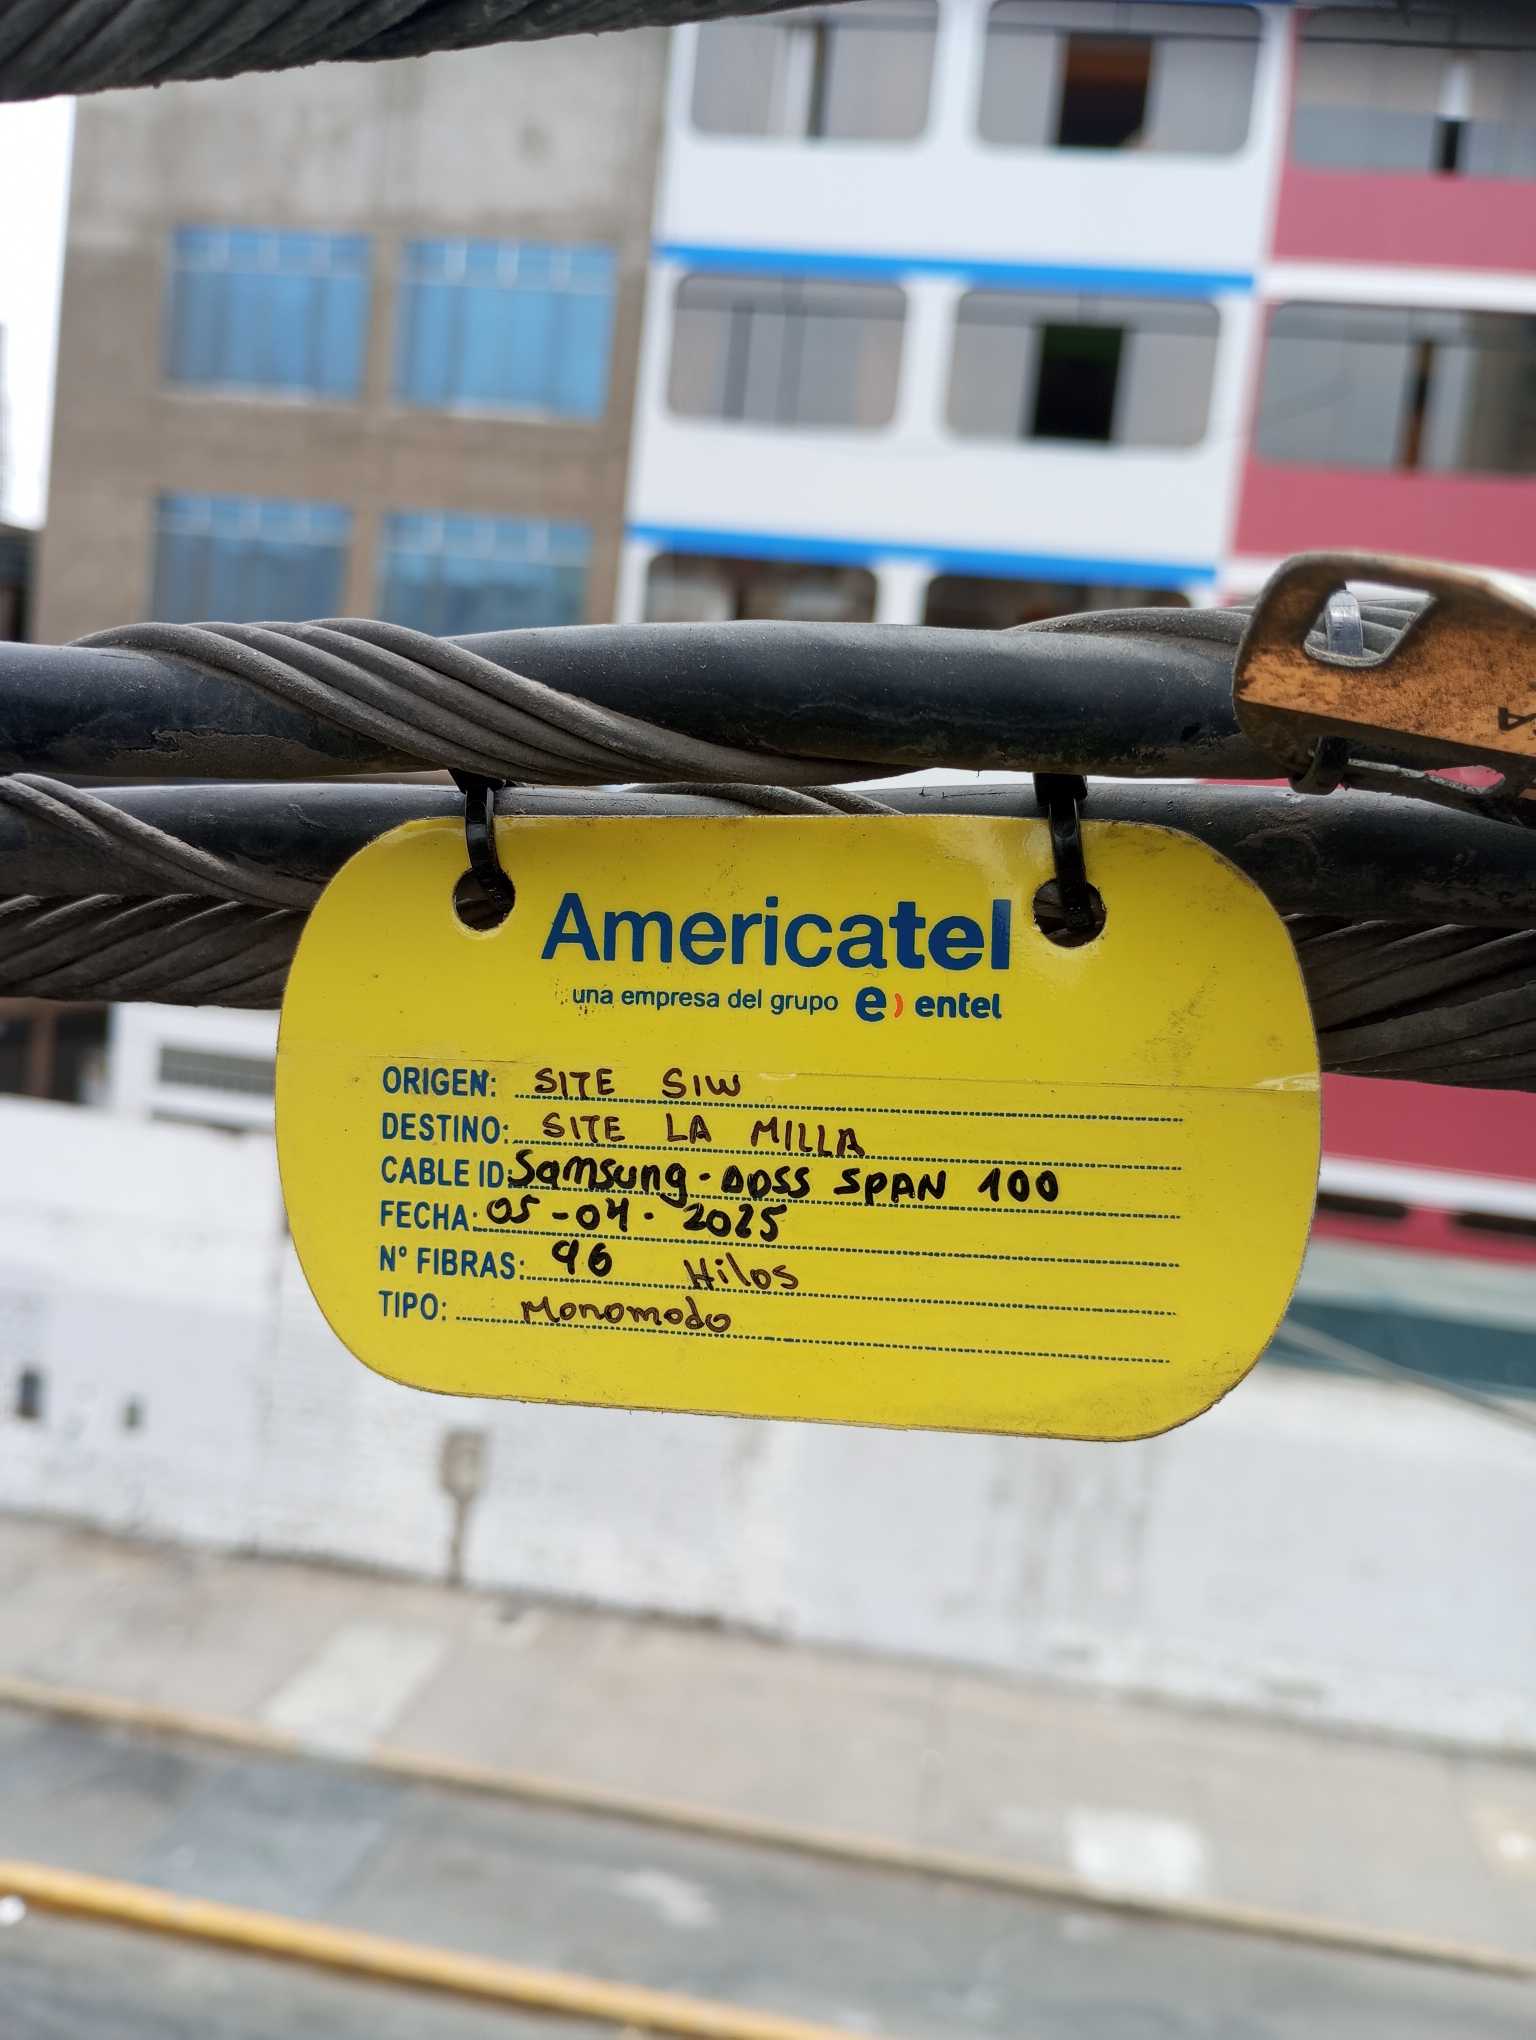 Americatel
una empresa del grupo e) entel
ORIGEN: SITE SIW
DESTINO: SITE LA MILLA
CABLE ID: Samsung - ADSS SPAN 100
FECHA: 05-04-2025
N° FIBRAS: 96 Hilos
TIPO: Monomodo